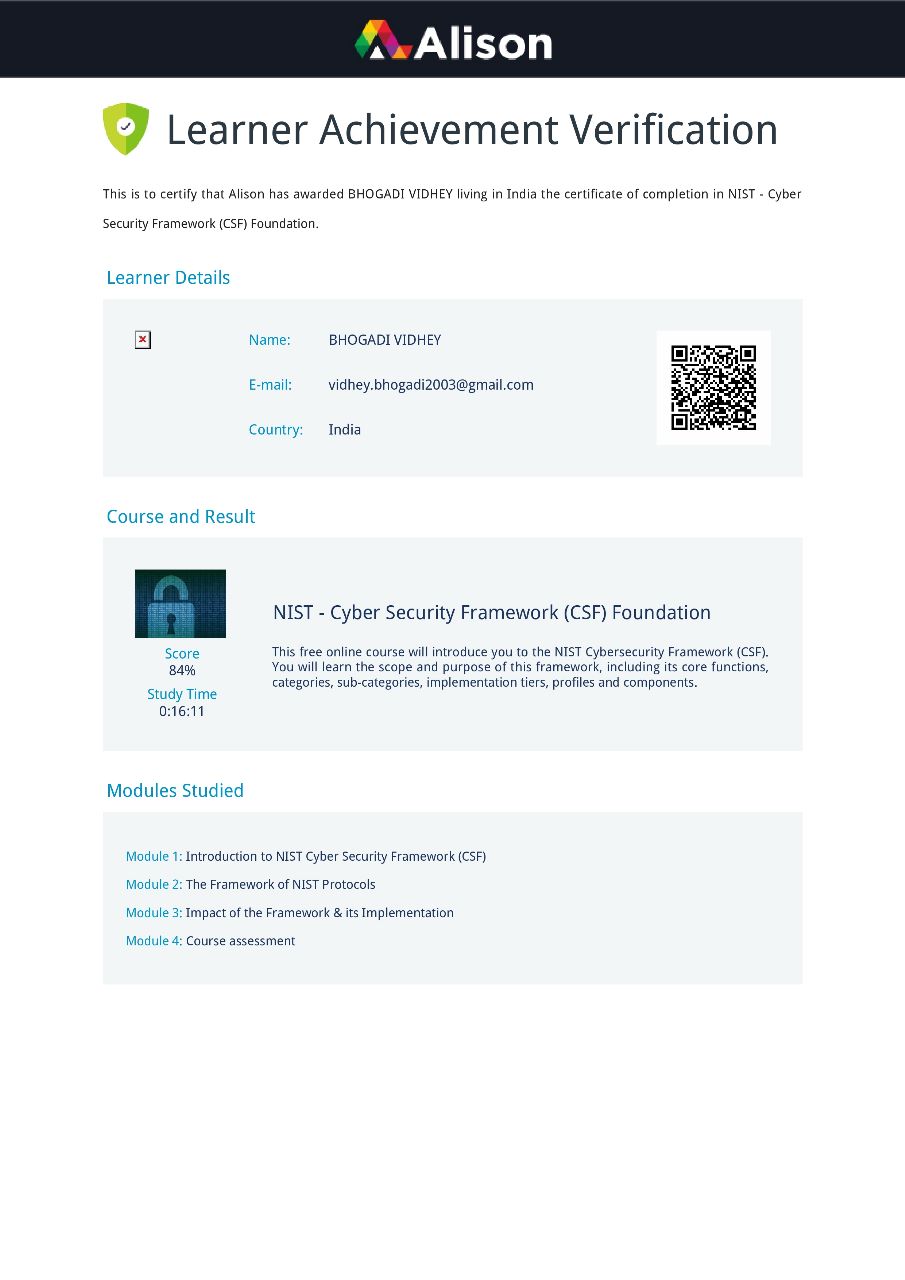 Alison
Learner Achievement Verification
This is to certify that Alison has awarded BHOGADI VIDHEY living in India the certificate of completion in NIST - Cyber
Security Framework (CSF) Foundation.
Learner Details
Name: BHOGADI VIDHEY
E-mail: vidhey.bhogadi2003@gmail.com
Country: India
Course and Result
NIST - Cyber Security Framework (CSF) Foundation
This free online course will introduce you to the NIST Cybersecurity Framework (CSF).
You will learn the scope and purpose of this framework, including its core functions,
categories, sub-categories, implementation tiers, profiles and components.
Score
84%
Study Time
0:16:11
Modules Studied
Module 1: Introduction to NIST Cyber Security Framework (CSF)
Module 2: The Framework of NIST Protocols
Module 3: Impact of the Framework & its Implementation
Module 4: Course assessment